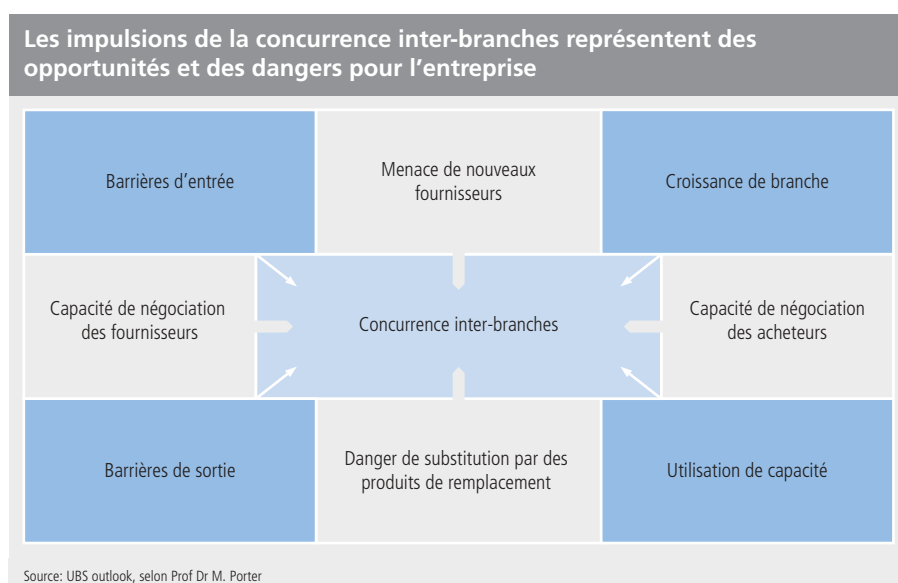 Les impulsions de la concurrence inter-branches représentent des
opportunités et des dangers pour l'entreprise
Barrières d'entrée
Menace de nouveaux
fournisseurs
Croissance de branche
Capacité de négociation
des fournisseurs
Concurrence inter-branches
Capacité de négociation
des acheteurs
Barrières de sortie
Danger de substitution par des
produits de remplacement
Utilisation de capacité
Source: UBS outlook, selon Prof Dr M. Porter